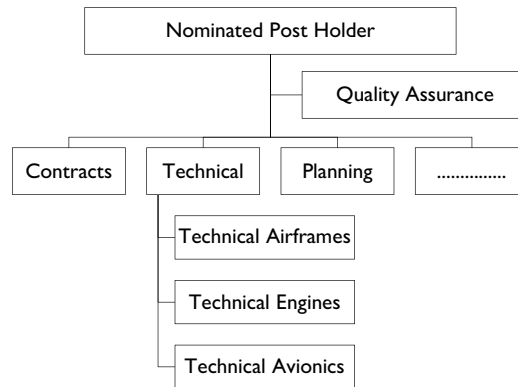 Nominated Post Holder
Quality Assurance
Contracts
Technical
Planning
...............
Technical Airframes
Technical Engines
Technical Avionics